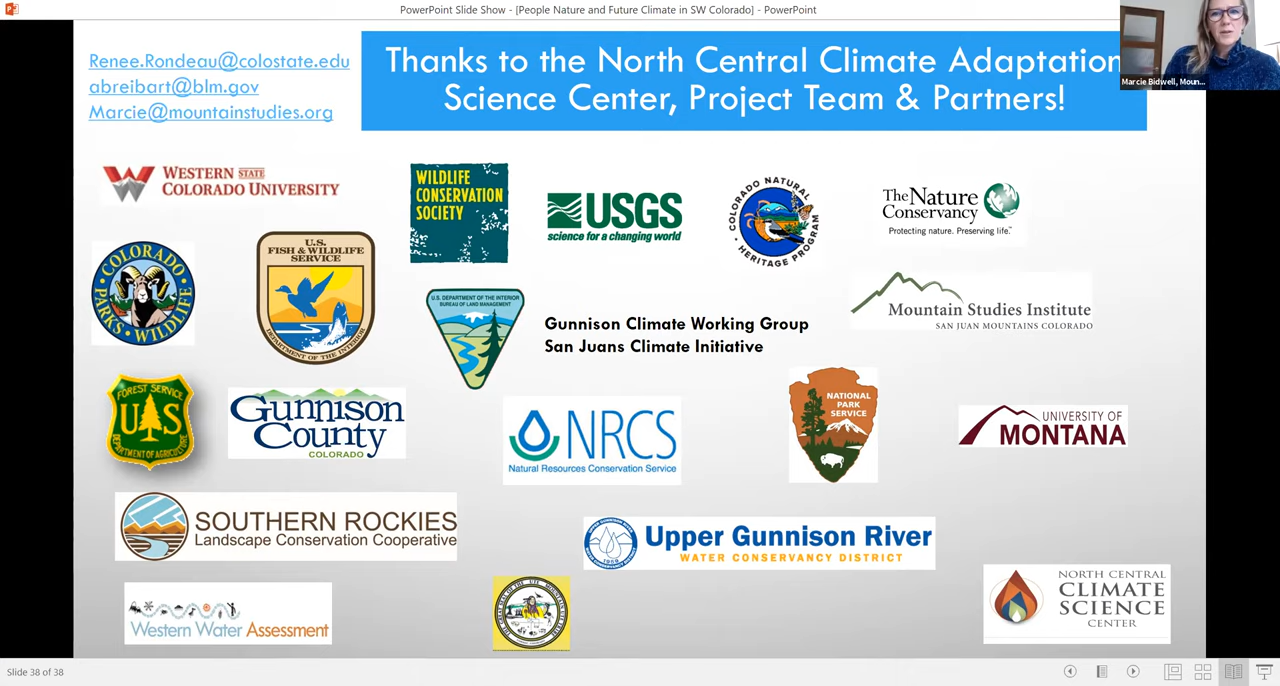 PowerPoint Slide Show - [People Nature and Future Climate in SW Colorado] - PowerPoint
Marcie Bidwell, Moun...
Renee.Rondeau@colostate.edu
abreibart@blm.gov
Marcie@mountainstudies.org
Thanks to the North Central Climate Adaptation
Science Center, Project Team & Partners!
WESTERN STATE
COLORADO UNIVERSITY
WILDLIFE
CONSERVATION
SOCIETY
USGS
science for a changing world
COLORADO NATURAL
HERITAGE PROGRAM
The Nature
Conservancy
Protecting nature. Preserving life.™
COLORADO
PARKS & WILDLIFE
U.S.
FISH & WILDLIFE
SERVICE
DEPARTMENT OF THE INTERIOR
U.S. DEPARTMENT OF THE INTERIOR
BUREAU OF LAND MANAGEMENT
Gunnison Climate Working Group
San Juans Climate Initiative
Mountain Studies Institute
SAN JUAN MOUNTAINS COLORADO
FOREST SERVICE
U S
DEPARTMENT OF AGRICULTURE
Gunnison
County
COLORADO
NRCS
Natural Resources Conservation Service
NATIONAL
PARK
SERVICE
UNIVERSITY OF
MONTANA
SOUTHERN ROCKIES
Landscape Conservation Cooperative
1959
Upper Gunnison River
WATER CONSERVANCY DISTRICT
Western Water Assessment
NORTH CENTRAL
CLIMATE
SCIENCE
CENTER
Slide 38 of 38